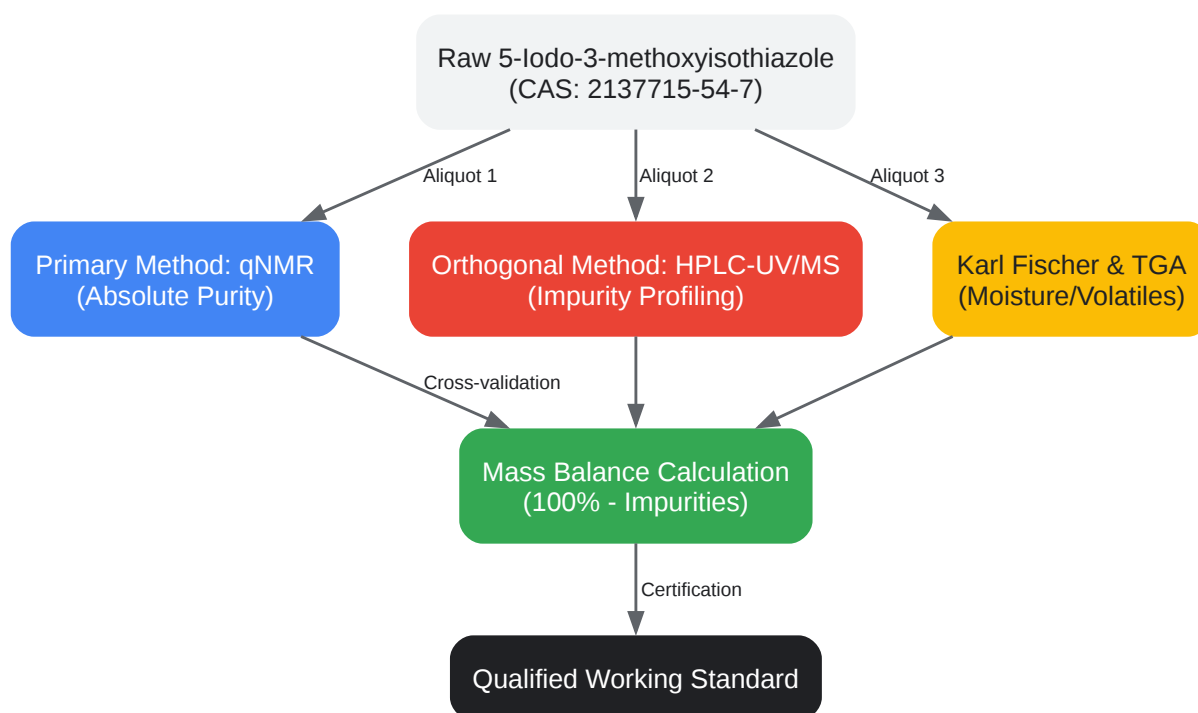 Raw 5-Iodo-3-methoxyisothiazole
(CAS: 2137715-54-7)
Aliquot 1
Aliquot 2
Aliquot 3
Primary Method: qNMR
(Absolute Purity)
Orthogonal Method: HPLC-UV/MS
(Impurity Profiling)
Karl Fischer & TGA
(Moisture/Volatiles)
Cross-validation
Mass Balance Calculation
(100% - Impurities)
Certification
Qualified Working Standard